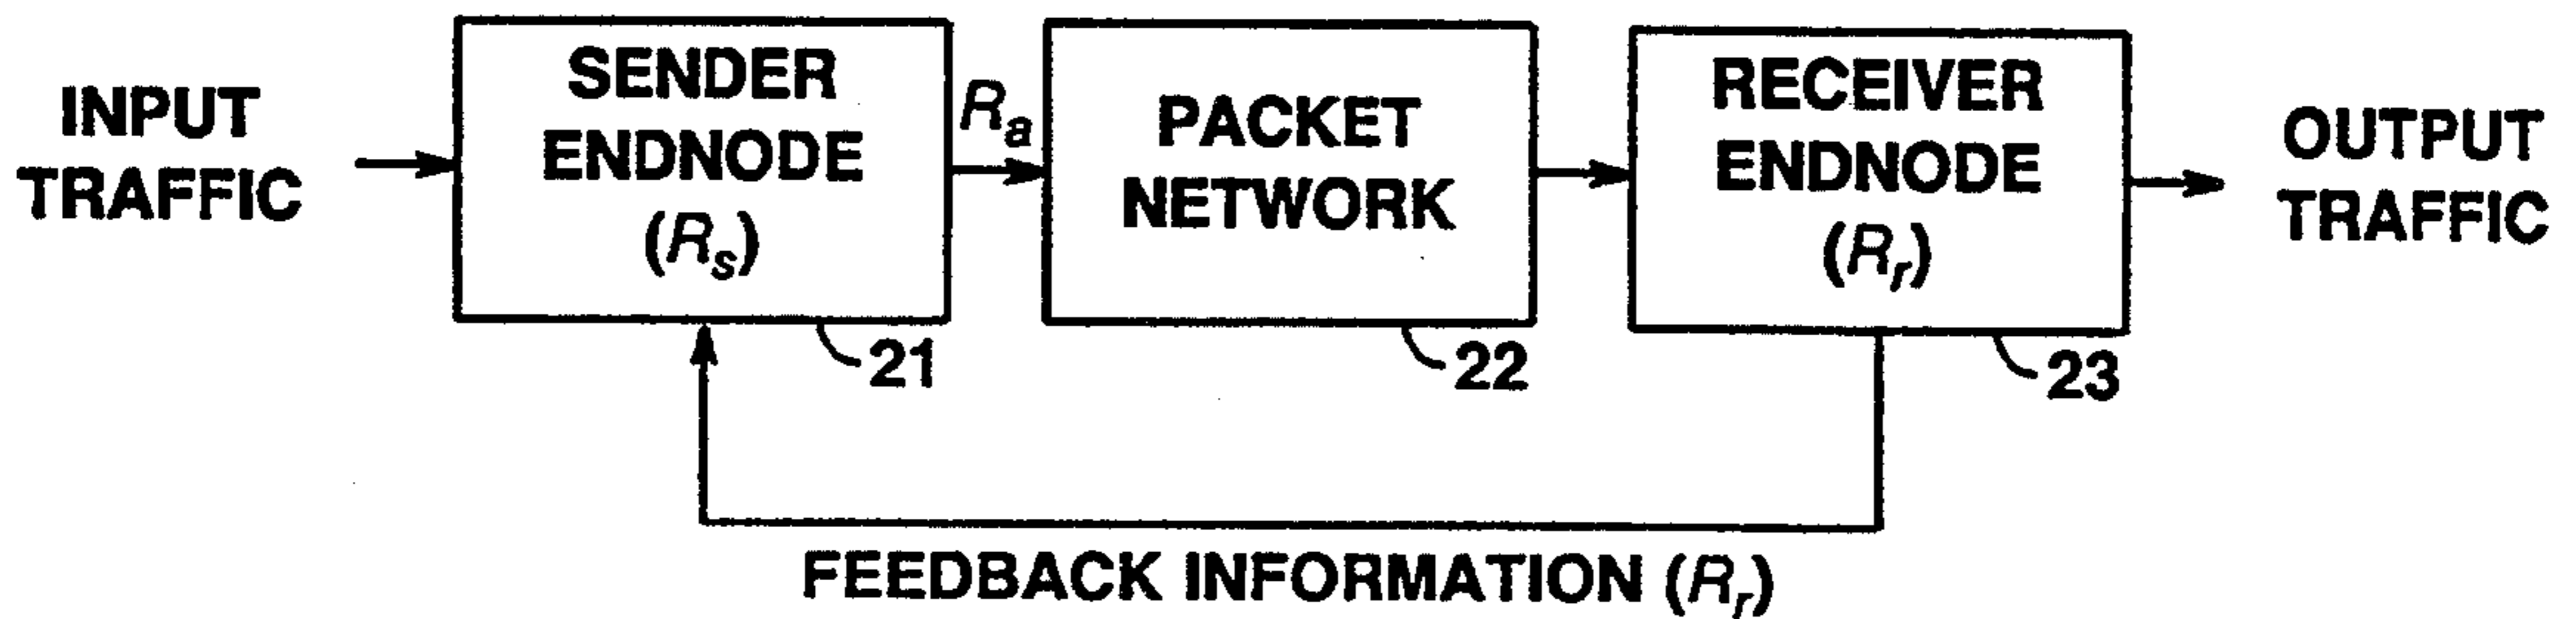 INPUT
TRAFFIC
SENDER
ENDNODE
(Rs)
21
Ra
PACKET
NETWORK
22
RECEIVER
ENDNODE
(Rr)
23
OUTPUT
TRAFFIC
FEEDBACK INFORMATION (Rr)